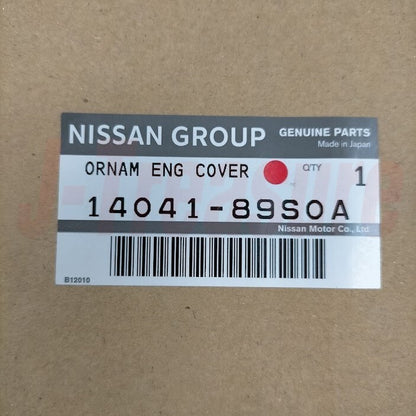 NISSAN GROUP
GENUINE PARTS
Made in Japan
ORNAM ENG COVER
QTY
1
14041-89S0A
Nissan Motor Co., Ltd.
B12010